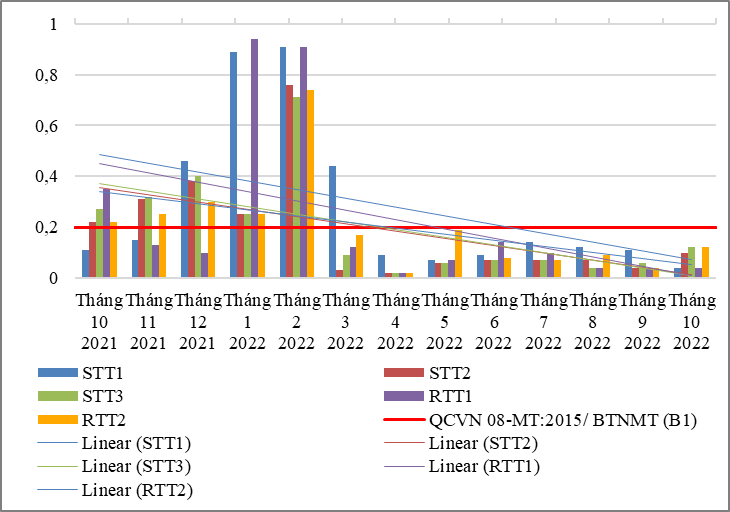 1
0,8
0,6
0,4
0,2
0
Tháng Tháng Tháng Tháng Tháng Tháng Tháng Tháng Tháng Tháng Tháng Tháng Tháng
10 11 12 1 2 3 4 5 6 7 8 9 10
2021 2021 2021 2022 2022 2022 2022 2022 2022 2022 2022 2022 2022
STT1 STT2
STT3 RTT1
RTT2 QCVN 08-MT:2015/ BTNMT (B1)
Linear (STT1) Linear (STT2)
Linear (STT3) Linear (RTT1)
Linear (RTT2)